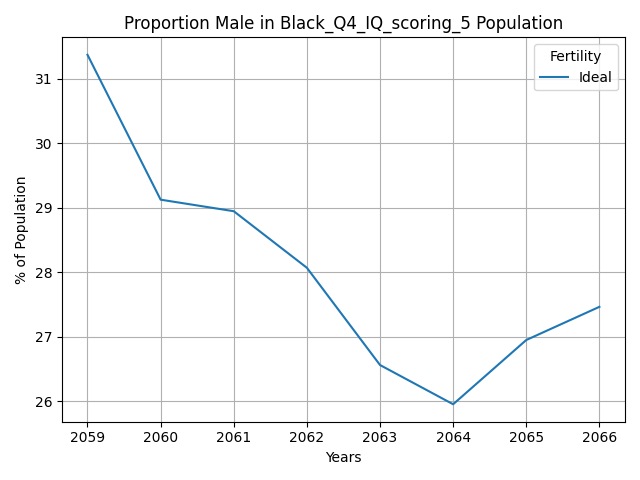 Proportion Male in Black_Q4_IQ_scoring_5 Population
Fertility
Ideal
% of Population
31
30
29
28
27
26
2059 2060 2061 2062 2063 2064 2065 2066
Years